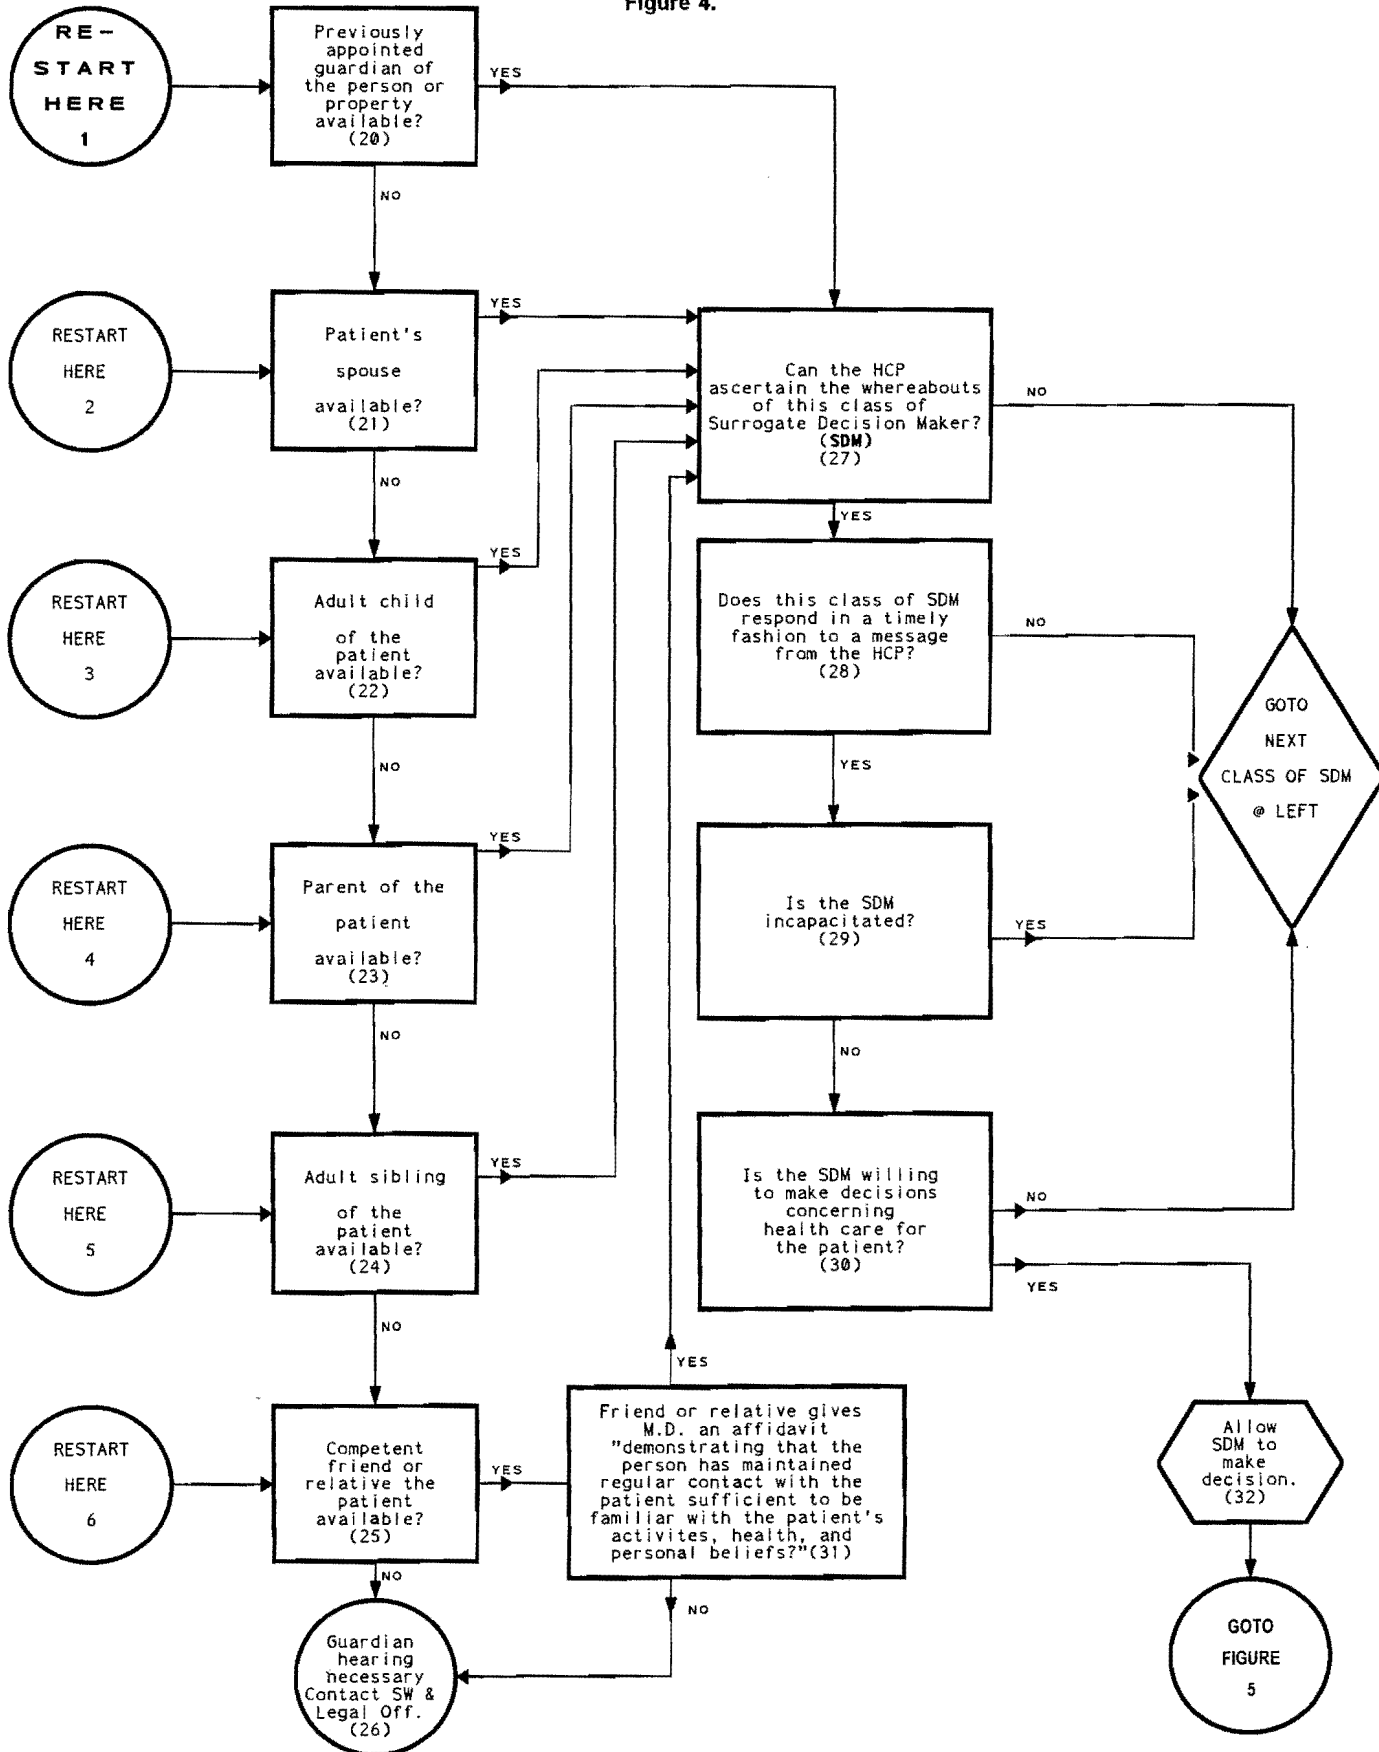 Figure 4.
RE-
START
HERE
1
Previously
appointed
guardian of
the person or
property
available?
(20)
YES
NO
RESTART
HERE
2
Patient's
spouse
available?
(21)
YES
NO
RESTART
HERE
3
Adult child
of the
patient
available?
(22)
YES
NO
RESTART
HERE
4
Parent of the
patient
available?
(23)
YES
NO
RESTART
HERE
5
Adult sibling
of the
patient
available?
(24)
YES
NO
RESTART
HERE
6
Competent
friend or
relative the
patient
available?
(25)
YES
NO
Guardian
hearing
necessary
Contact SW &
Legal Off.
(26)
Friend or relative gives
M.D. an affidavit
"demonstrating that the
person has maintained
regular contact with the
patient sufficient to be
familiar with the patient's
activites, health, and
personal beliefs?"(31)
YES
NO
Can the HCP
ascertain the whereabouts
of this class of
Surrogate Decision Maker?
(SDM)
(27)
NO
YES
Does this class of SDM
respond in a timely
fashion to a message
from the HCP?
(28)
NO
YES
Is the SDM
incapacitated?
(29)
YES
NO
Is the SDM willing
to make decisions
concerning
health care for
the patient?
(30)
NO
YES
GOTO
NEXT
CLASS OF SDM
@ LEFT
Allow
SDM to
make
decision.
(32)
GOTO
FIGURE
5